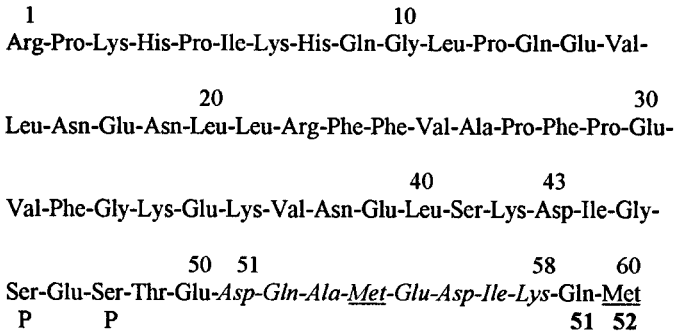 1 10
Arg-Pro-Lys-His-Pro-Ile-Lys-His-Gln-Gly-Leu-Pro-Gln-Glu-Val-
20 30
Leu-Asn-Glu-Asn-Leu-Leu-Arg-Phe-Phe-Val-Ala-Pro-Phe-Pro-Glu-
40 43
Val-Phe-Gly-Lys-Glu-Lys-Val-Asn-Glu-Leu-Ser-Lys-Asp-Ile-Gly-
50 51 58 60
Ser-Glu-Ser-Thr-Glu-Asp-Gln-Ala-Met-Glu-Asp-Ile-Lys-Gln-Met
P P 51 52